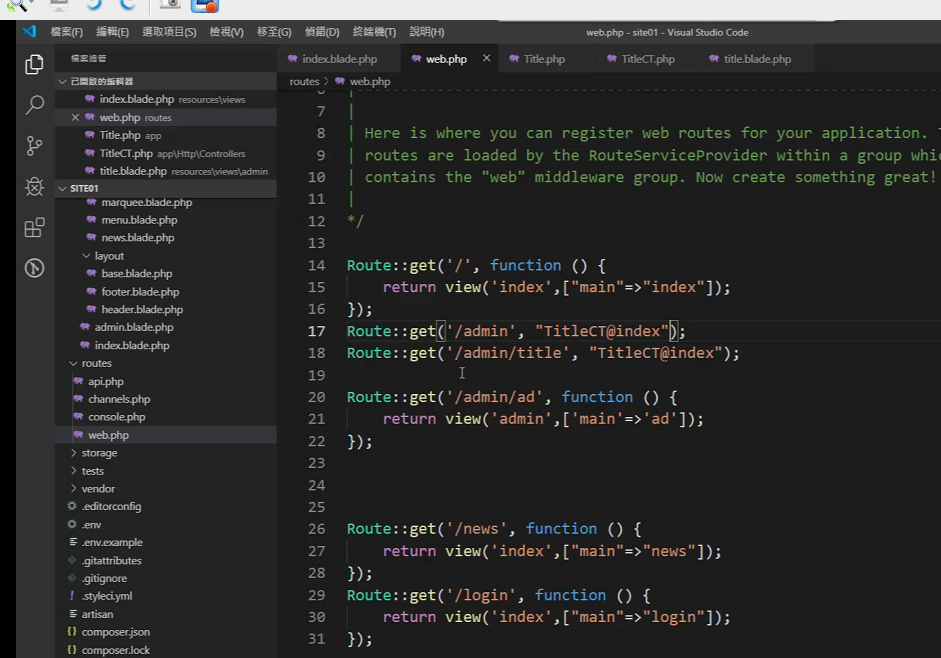 檔案(F) 編輯(E) 選取項目(S) 檢視(V) 移至(G) 偵錯(D) 終端機(T) 說明(H) web.php - site01 - Visual Studio Code
檔案總管
index.blade.php web.php Title.php TitleCT.php title.blade.php
已開啟的編輯器
routes > web.php
index.blade.php resources\views
web.php routes
Title.php app
TitleCT.php app\Http\Controllers
title.blade.php resources\views\admin
SITE01
marquee.blade.php
menu.blade.php
news.blade.php
layout
base.blade.php
footer.blade.php
header.blade.php
admin.blade.php
index.blade.php
routes
api.php
channels.php
console.php
web.php
storage
tests
vendor
.editorconfig
.env
.env.example
.gitattributes
.gitignore
.styleci.yml
artisan
composer.json
composer.lock
7 |
8 | Here is where you can register web routes for your application.
9 | routes are loaded by the RouteServiceProvider within a group
10 | contains the "web" middleware group. Now create something great!
11 |
12 */
13
14 Route::get('/', function () {
15 return view('index',["main"=>"index"]);
16 });
17 Route::get('/admin', "TitleCT@index");
18 Route::get('/admin/title', "TitleCT@index");
19
20 Route::get('/admin/ad', function () {
21 return view('admin',['main'=>'ad']);
22 });
23
24
25
26 Route::get('/news', function () {
27 return view('index',["main"=>"news"]);
28 });
29 Route::get('/login', function () {
30 return view('index',["main"=>"login"]);
31 });